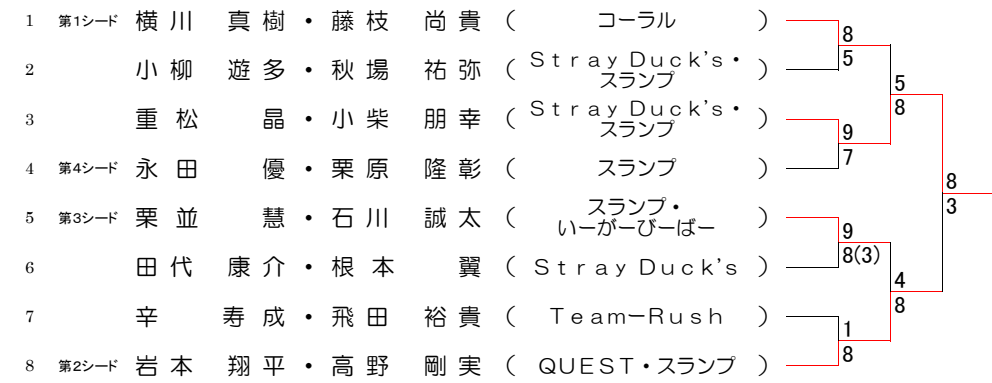 1 第1シード 横川 真樹・藤枝 尚貴 ( コーラル ) 8
2 小柳 遊多・秋場 祐弥 ( Stray Duck's・スランプ ) 5
5
3 重松 晶・小柴 朋幸 ( Stray Duck's・スランプ ) 9
8
4 第4シード 永田 優・栗原 隆彰 ( スランプ ) 7
8
3
5 第3シード 栗並 慧・石川 誠太 ( スランプ・いーがーびーばー ) 9
6 田代 康介・根本 翼 ( Stray Duck's ) 8(3)
4
7 辛 寿成・飛田 裕貴 ( Team-Rush ) 1
8
8 第2シード 岩本 翔平・高野 剛実 ( QUEST・スランプ ) 8